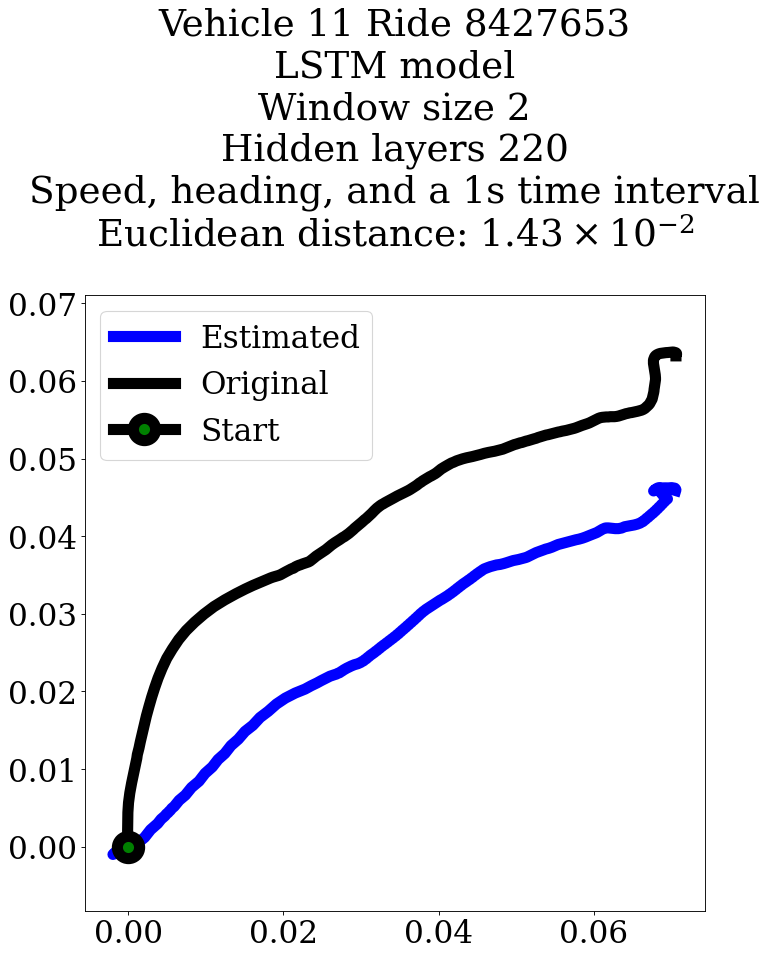 Vehicle 11 Ride 8427653
LSTM model
Window size 2
Hidden layers 220
Speed, heading, and a 1s time interval
Euclidean distance: 1.43 × 10⁻²
0.07
0.06
0.05
0.04
0.03
0.02
0.01
0.00
Estimated
Original
Start
0.00 0.02 0.04 0.06